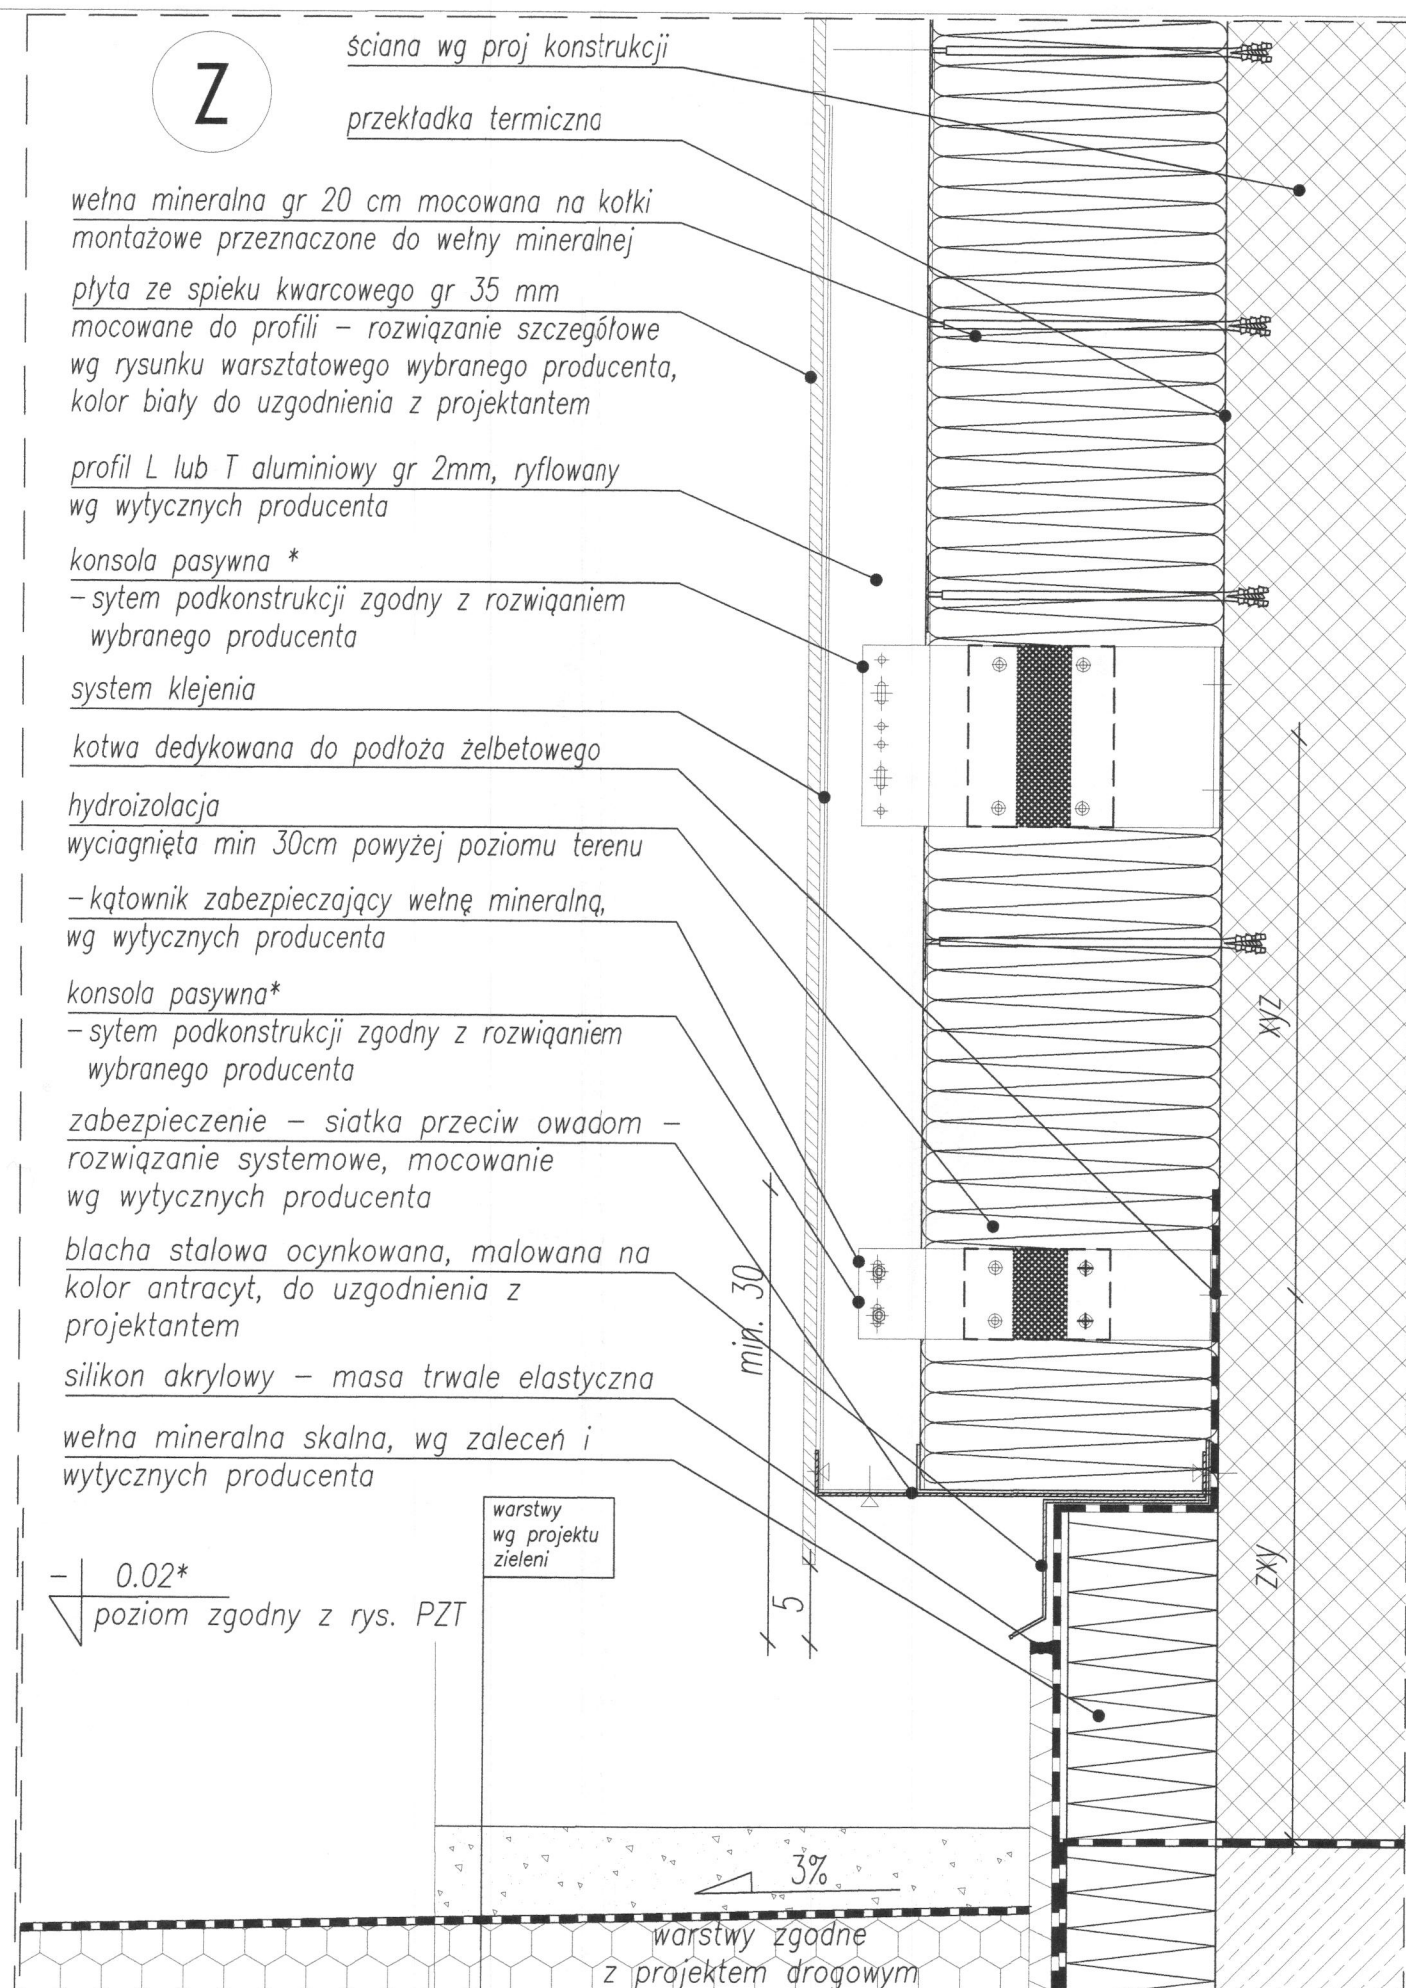 Z
ściana wg proj konstrukcji
przekładka termiczna
wełna mineralna gr 20 cm mocowana na kołki
montażowe przeznaczone do wełny mineralnej
płyta ze spieku kwarcowego gr 35 mm
mocowane do profili – rozwiązanie szczegółowe
wg rysunku warsztatowego wybranego producenta,
kolor biały do uzgodnienia z projektantem
profil L lub T aluminiowy gr 2mm, ryflowany
wg wytycznych producenta
konsola pasywna *
– sytem podkonstrukcji zgodny z rozwiąaniem
wybranego producenta
system klejenia
kotwa dedykowana do podłoża żelbetowego
hydroizolacja
wyciagnięta min 30cm powyżej poziomu terenu
– kątownik zabezpieczający wełnę mineralną,
wg wytycznych producenta
konsola pasywna*
– sytem podkonstrukcji zgodny z rozwiąaniem
wybranego producenta
zabezpieczenie – siatka przeciw owadom –
rozwiązanie systemowe, mocowanie
wg wytycznych producenta
blacha stalowa ocynkowana, malowana na
kolor antracyt, do uzgodnienia z
projektantem
silikon akrylowy – masa trwale elastyczna
wełna mineralna skalna, wg zaleceń i
wytycznych producenta
warstwy
wg projektu
zieleni
– 0.02*
poziom zgodny z rys. PZT
min. 30
5
xyz
zxy
3%
warstwy zgodne
z projektem drogowym